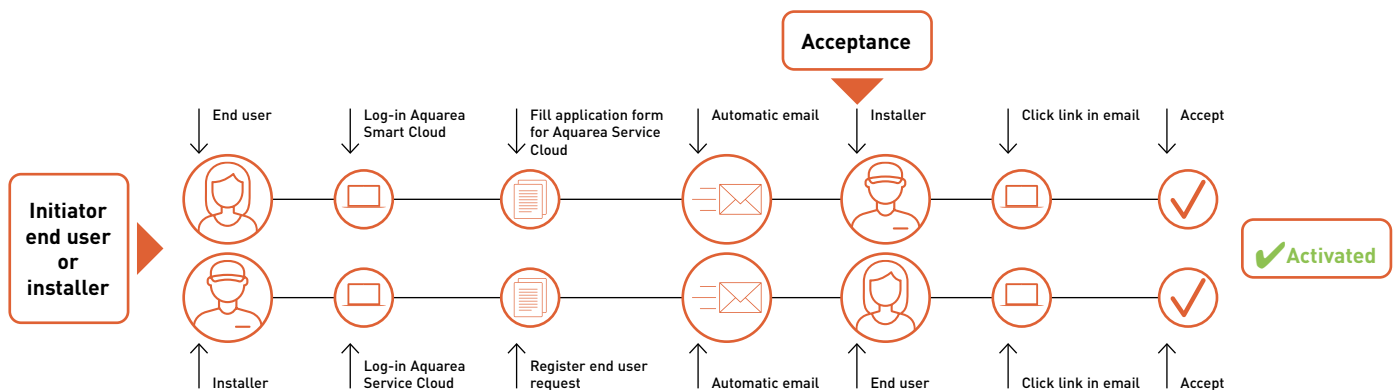 Acceptance
End user
Log-in Aquarea
Smart Cloud
Fill application form
for Aquarea Service
Cloud
Automatic email
Installer
Click link in email
Accept
Initiator
end user
or
installer
Activated
Installer
Log-in Aquarea
Service Cloud
Register end user
request
Automatic email
End user
Click link in email
Accept